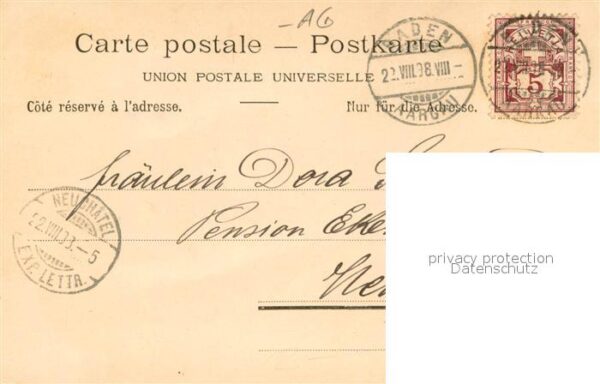 -AG
Carte postale — Postkarte
UNION POSTALE UNIVERSELLE
Côté réservé à l'adresse. Nur für die Adresse.
BADEN
22.VIII.98.VIII-
(AARGAU)
HELVETIA
5
Fräulein Dora
Pension
NEUCHATEL
22.VIII.98.-5
EXP. LETTR.
privacy protection
Datenschutz